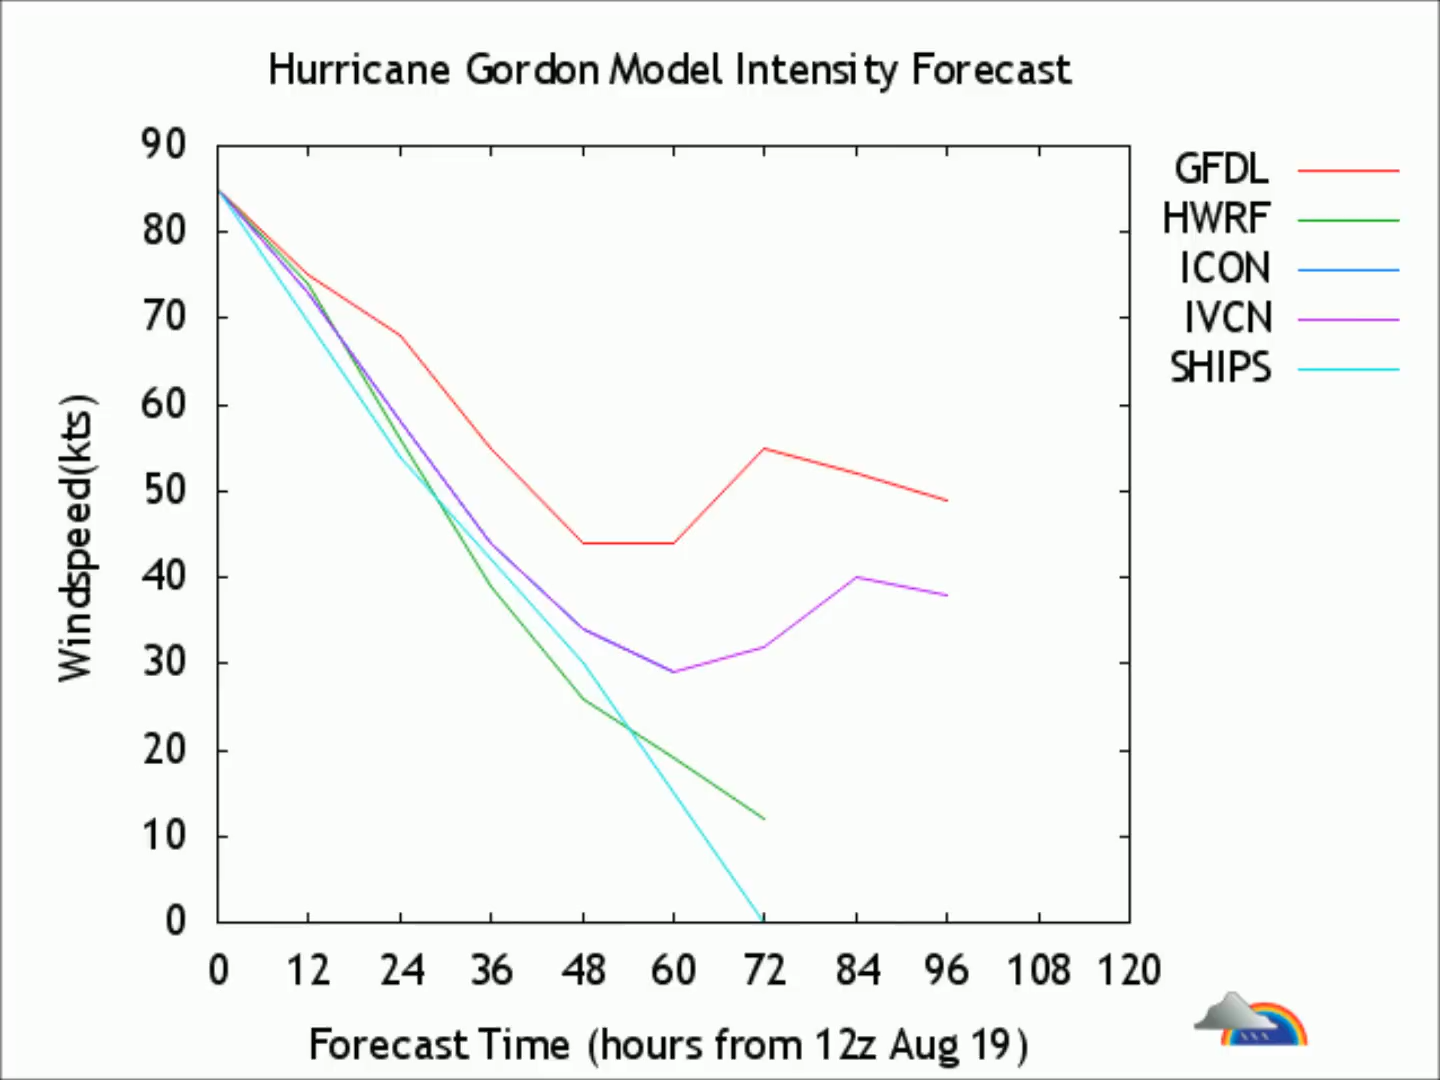 Hurricane Gordon Model Intensity Forecast
90
80
70
60
50
40
30
20
10
0
Windspeed(kts)
0 12 24 36 48 60 72 84 96 108 120
Forecast Time (hours from 12z Aug 19)
GFDL
HWRF
ICON
IVCN
SHIPS